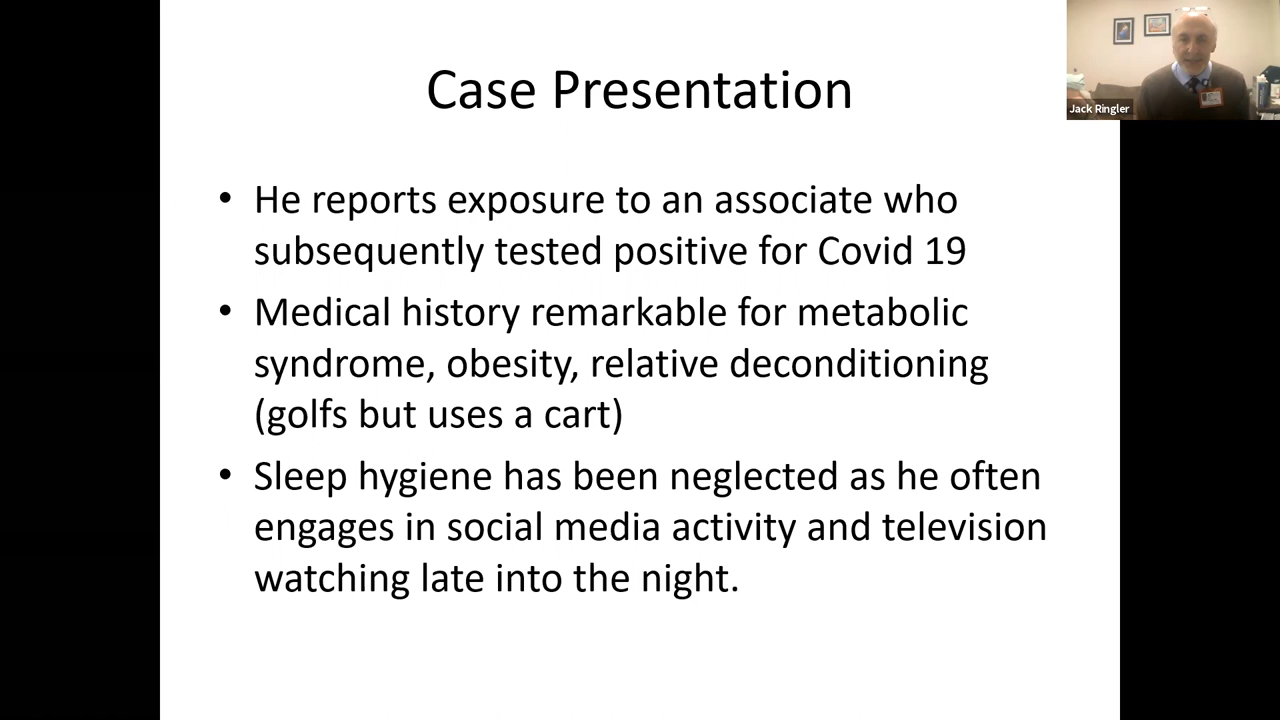 Case Presentation
Jack Ringler
• He reports exposure to an associate who
subsequently tested positive for Covid 19
• Medical history remarkable for metabolic
syndrome, obesity, relative deconditioning
(golfs but uses a cart)
• Sleep hygiene has been neglected as he often
engages in social media activity and television
watching late into the night.